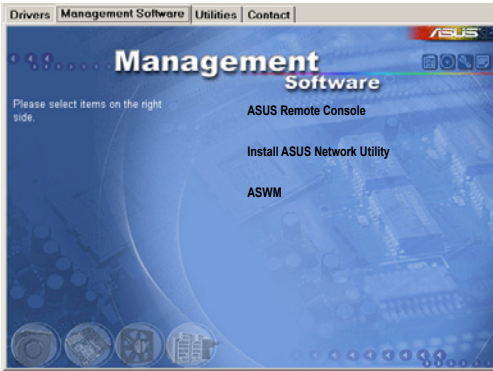 Drivers Management Software Utilities Contact
ASUS
Management
Software
Please select items on the right
side.
ASUS Remote Console
Install ASUS Network Utility
ASWM